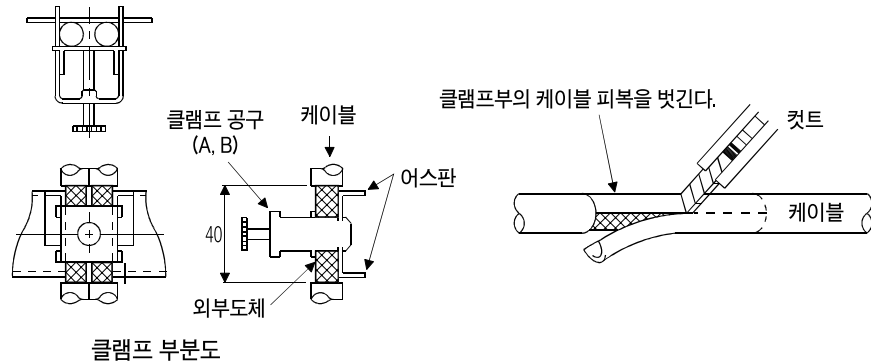 클램프 공구
(A, B)
케이블
어스판
40
외부도체
클램프 부분도
클램프부의 케이블 피복을 벗긴다.
컷트
케이블